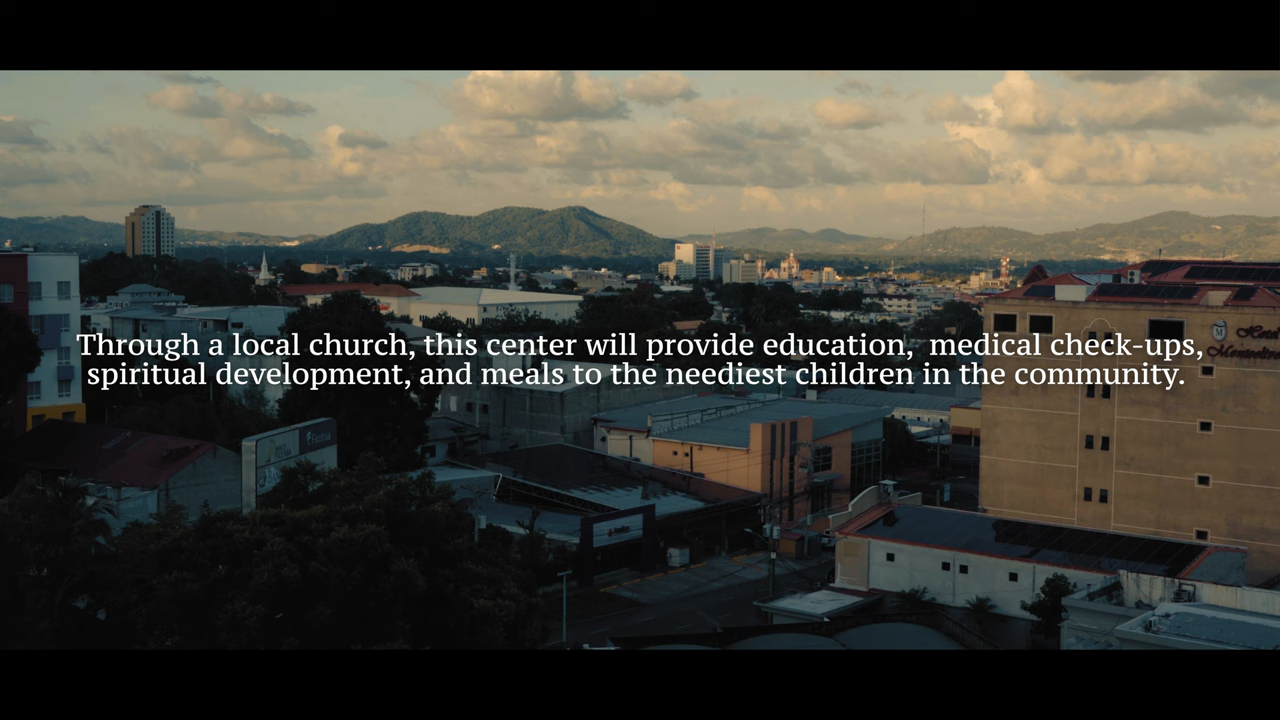 Through a local church, this center will provide education,  medical check-ups,
spiritual development, and meals to the neediest children in the community.
Hotel
M